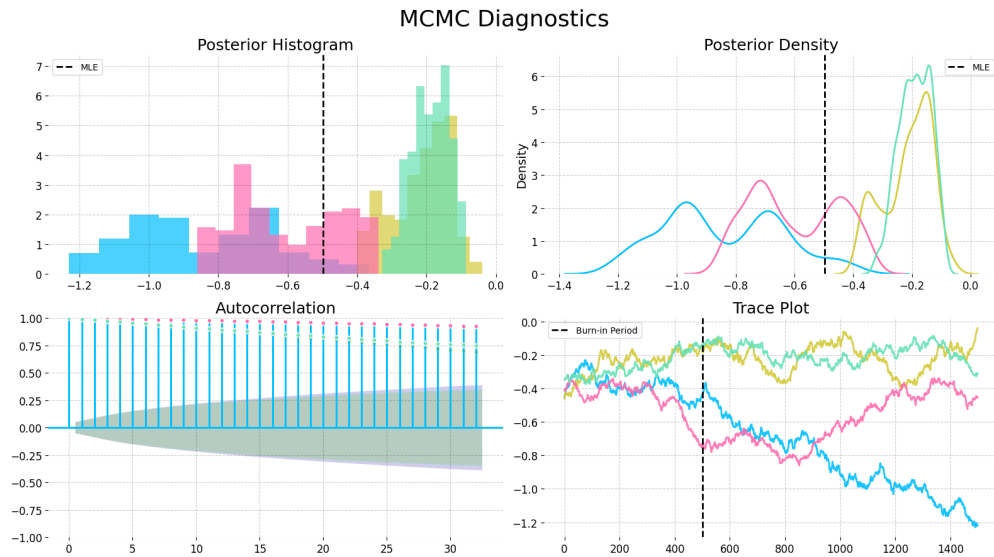 MCMC Diagnostics
Posterior Histogram
MLE
7
6
5
4
3
2
1
0
−1.2 −1.0 −0.8 −0.6 −0.4 −0.2 0.0
Posterior Density
MLE
Density
6
5
4
3
2
1
0
−1.4 −1.2 −1.0 −0.8 −0.6 −0.4 −0.2 0.0
Autocorrelation
1.00
0.75
0.50
0.25
0.00
−0.25
−0.50
−0.75
−1.00
0 5 10 15 20 25 30
Trace Plot
Burn-in Period
0.0
−0.2
−0.4
−0.6
−0.8
−1.0
−1.2
0 200 400 600 800 1000 1200 1400